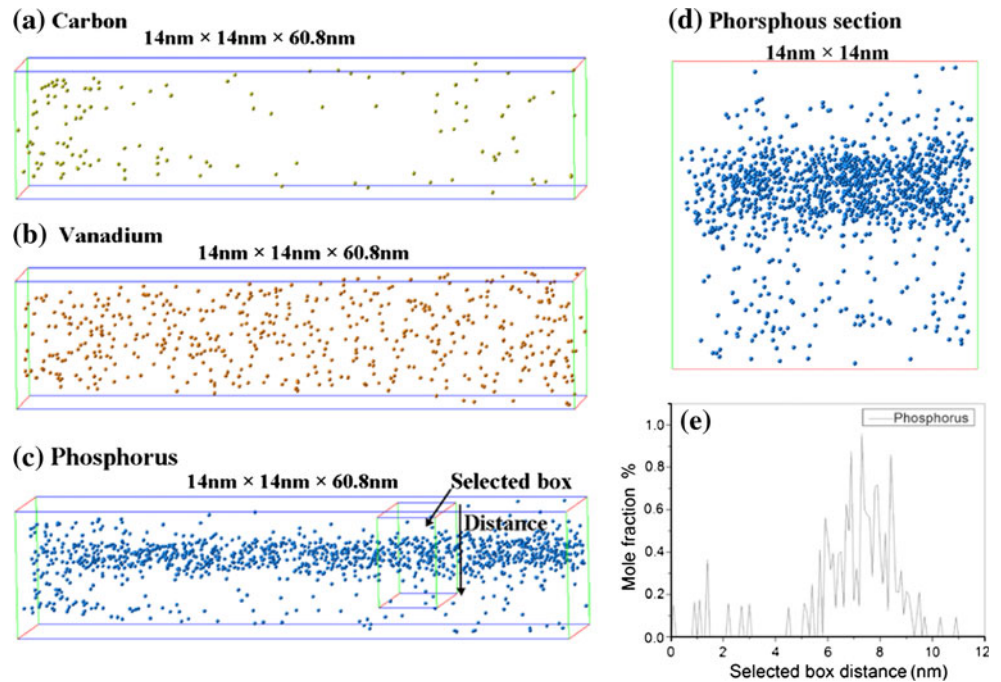 (a) Carbon
14nm × 14nm × 60.8nm
(b) Vanadium
14nm × 14nm × 60.8nm
(c) Phosphorus
14nm × 14nm × 60.8nm
Selected box
Distance
(d) Phorsphous section
14nm × 14nm
(e)
Phosphorus
1.0
0.8
0.6
0.4
0.2
0.0
Mole fraction %
0 2 4 6 8 10 12
Selected box distance (nm)